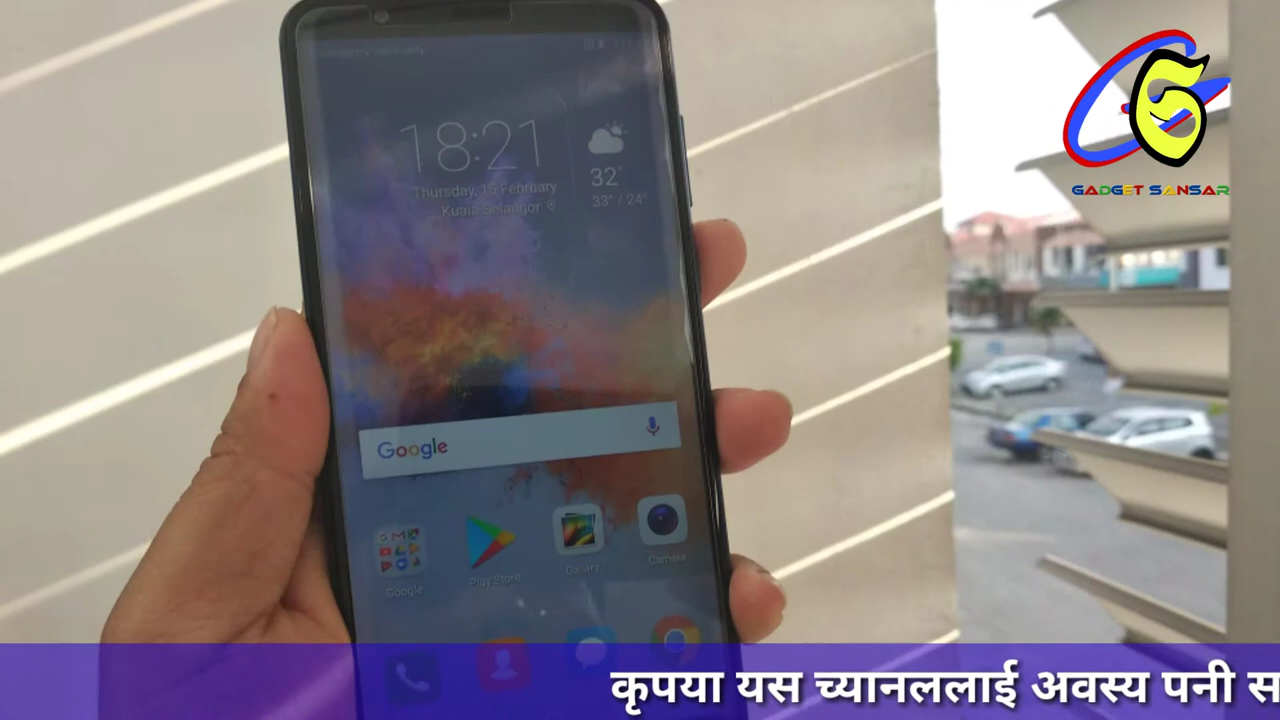 18:21
Thursday, 15 February
Kuala Selangor
32°
33° / 24°
GADGET SANSAR
Google
Google
Play Store
Gallery
Camera
कृपया यस च्यानललाई अवस्य पनी स